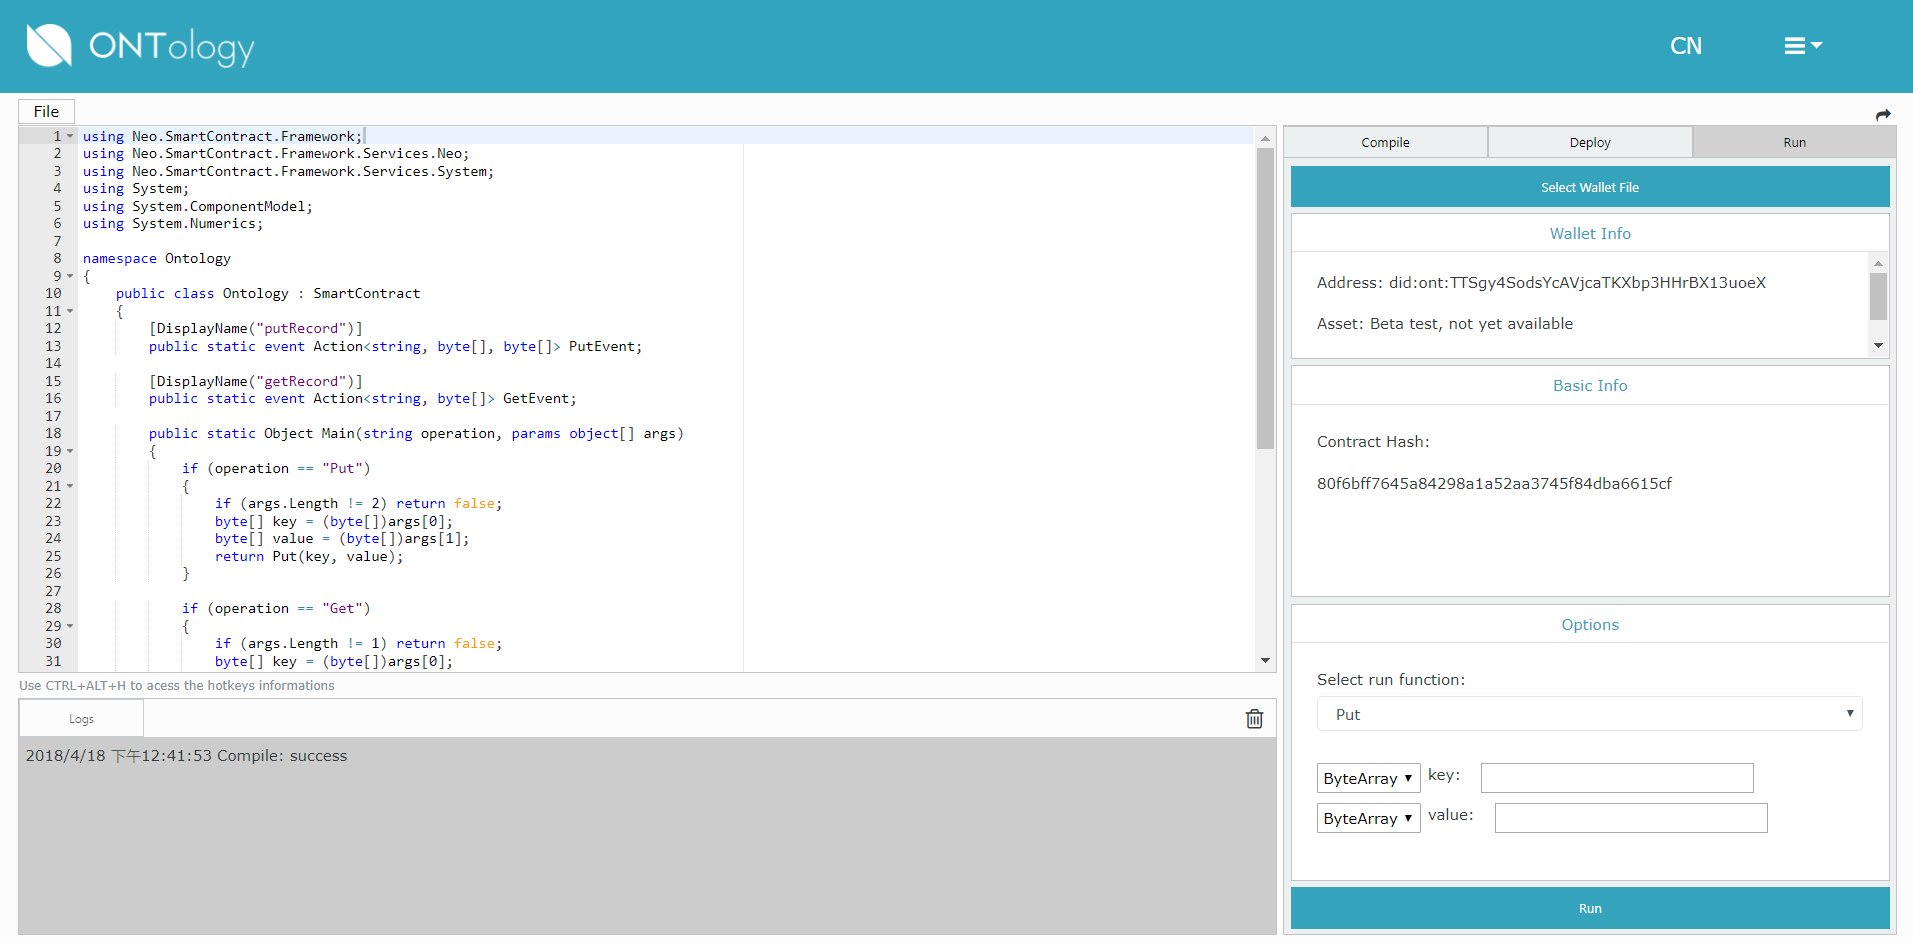 ONTology
CN
File
1 using Neo.SmartContract.Framework;
2 using Neo.SmartContract.Framework.Services.Neo;
3 using Neo.SmartContract.Framework.Services.System;
4 using System;
5 using System.ComponentModel;
6 using System.Numerics;
7
8 namespace Ontology
9 {
10 public class Ontology : SmartContract
11 {
12 [DisplayName("putRecord")]
13 public static event Action<string, byte[], byte[]> PutEvent;
14
15 [DisplayName("getRecord")]
16 public static event Action<string, byte[]> GetEvent;
17
18 public static Object Main(string operation, params object[] args)
19 {
20 if (operation == "Put")
21 {
22 if (args.Length != 2) return false;
23 byte[] key = (byte[])args[0];
24 byte[] value = (byte[])args[1];
25 return Put(key, value);
26 }
27
28 if (operation == "Get")
29 {
30 if (args.Length != 1) return false;
31 byte[] key = (byte[])args[0];
Use CTRL+ALT+H to acess the hotkeys informations
Logs
2018/4/18 下午12:41:53 Compile: success
Compile Deploy Run
Select Wallet File
Wallet Info
Address: did:ont:TTSgy4SodsYcAVjcaTKXbp3HHrBX13uoeX
Asset: Beta test, not yet available
Basic Info
Contract Hash:
80f6bff7645a84298a1a52aa3745f84dba6615cf
Options
Select run function:
Put
ByteArray key:
ByteArray value:
Run